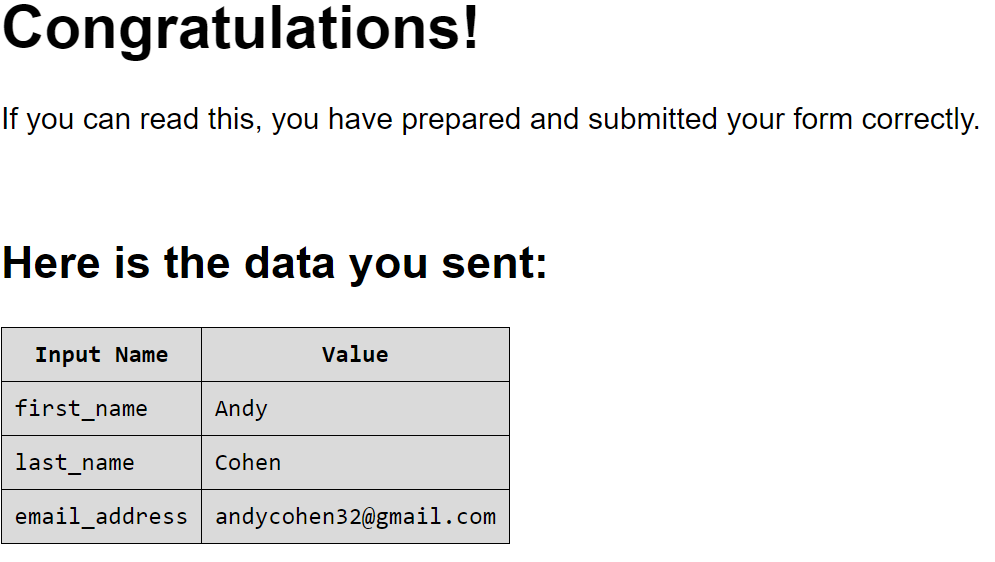 Congratulations!
If you can read this, you have prepared and submitted your form correctly.
Here is the data you sent:
Input Name Value
first_name Andy
last_name Cohen
email_address andycohen32@gmail.com